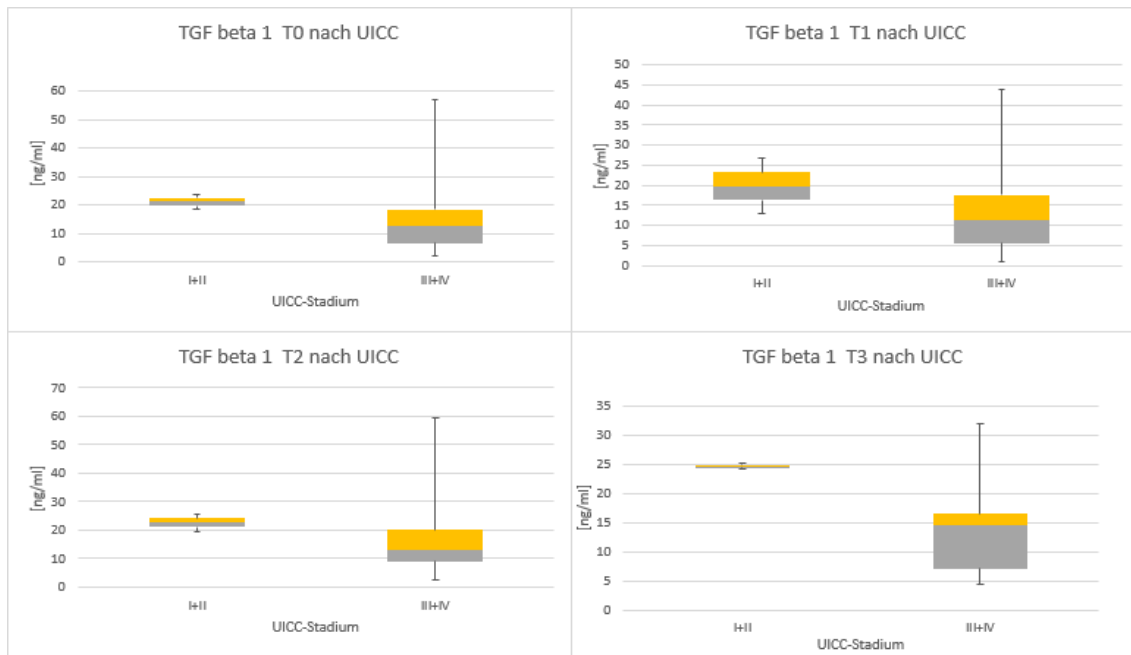 TGF beta 1  T0 nach UICC
[ng/ml]
60
50
40
30
20
10
0
I+II
III+IV
UICC-Stadium
TGF beta 1  T1 nach UICC
[ng/ml]
50
45
40
35
30
25
20
15
10
5
0
I+II
III+IV
UICC-Stadium
TGF beta 1  T2 nach UICC
[ng/ml]
70
60
50
40
30
20
10
0
I+II
III+IV
UICC-Stadium
TGF beta 1  T3 nach UICC
[ng/ml]
35
30
25
20
15
10
5
0
I+II
III+IV
UICC-Stadium